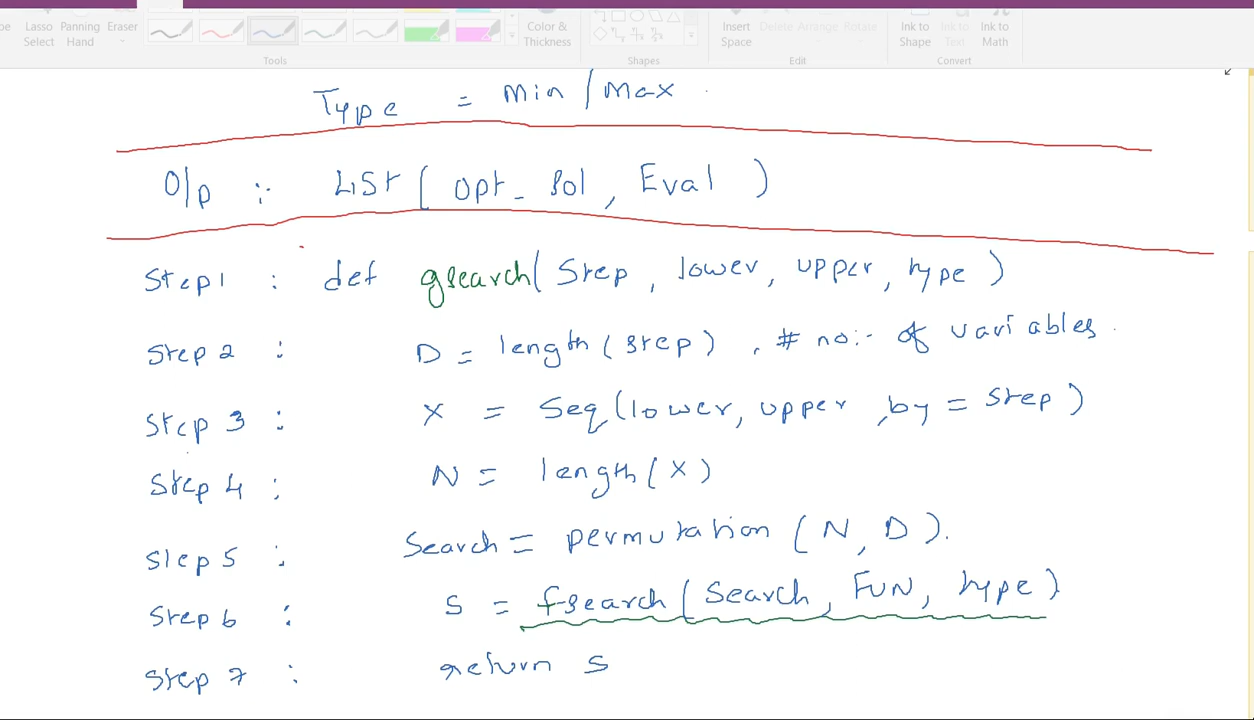 Lasso Panning Eraser
Select Hand
Color &
Thickness
Insert Delete Arrange Rotate
Space
Ink to Ink to Ink to
Shape Text Math
Tools
Shapes
Edit
Convert
Type = Min / Max
O/p : LISt ( Opt_Sol , Eval )
Step1 : def gsearch( Step , lower, upper , type )
Step 2 : D = length ( step ) , # no:- of variables
Step 3 : X = Seq ( lower, upper , by = step )
Step 4 : N = length ( X )
Step 5 : Search = permutation ( N, D ).
Step 6 : S = fsearch ( Search , FUN , type )
Step 7 : return S